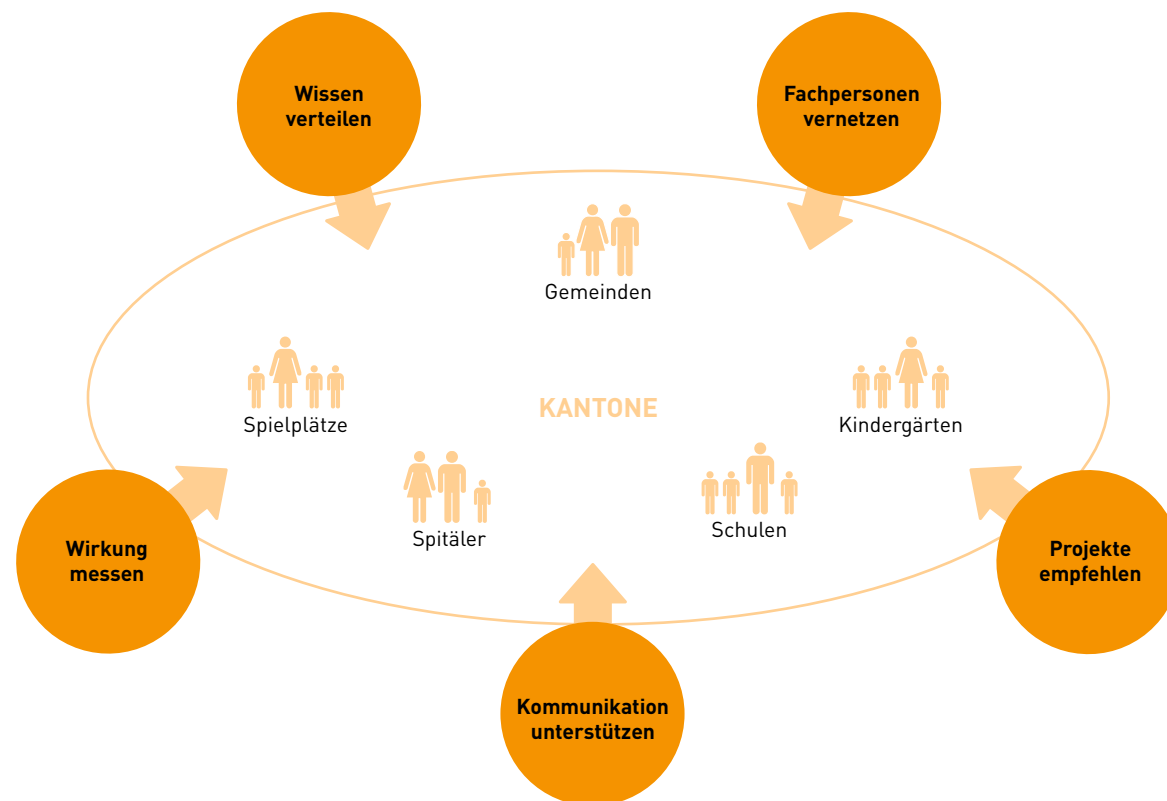 Wissen
verteilen
Fachpersonen
vernetzen
Gemeinden
Spielplätze
KANTONE
Kindergärten
Spitäler
Schulen
Wirkung
messen
Projekte
empfehlen
Kommunikation
unterstützen